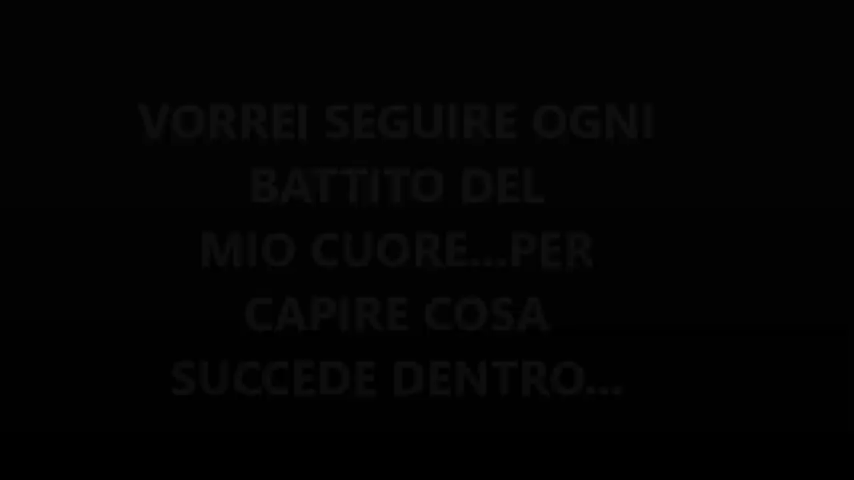 VORREI SEGUIRE OGNI
BATTITO DEL
MIO CUORE...PER
CAPIRE COSA
SUCCEDE DENTRO...